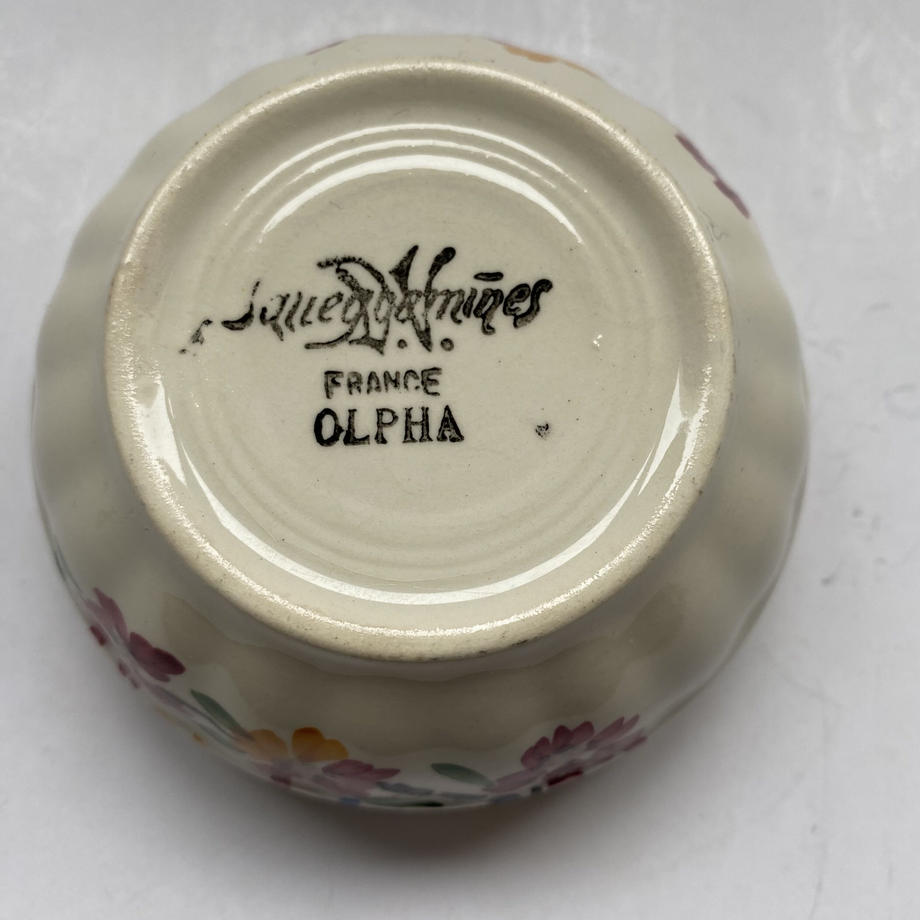 Sarreguemines
D.V.
FRANCE
OLPHA